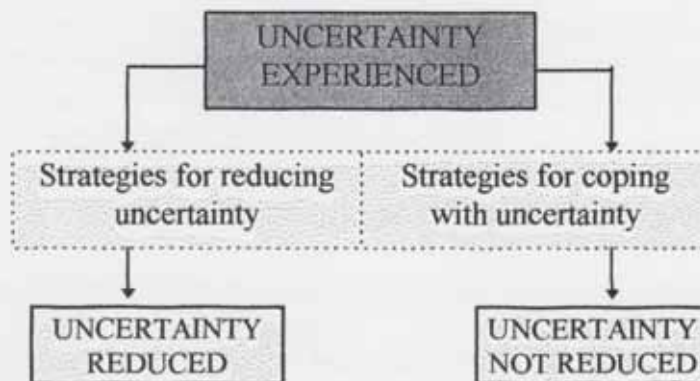 UNCERTAINTY
EXPERIENCED
Strategies for reducing
uncertainty
Strategies for coping
with uncertainty
UNCERTAINTY
REDUCED
UNCERTAINTY
NOT REDUCED